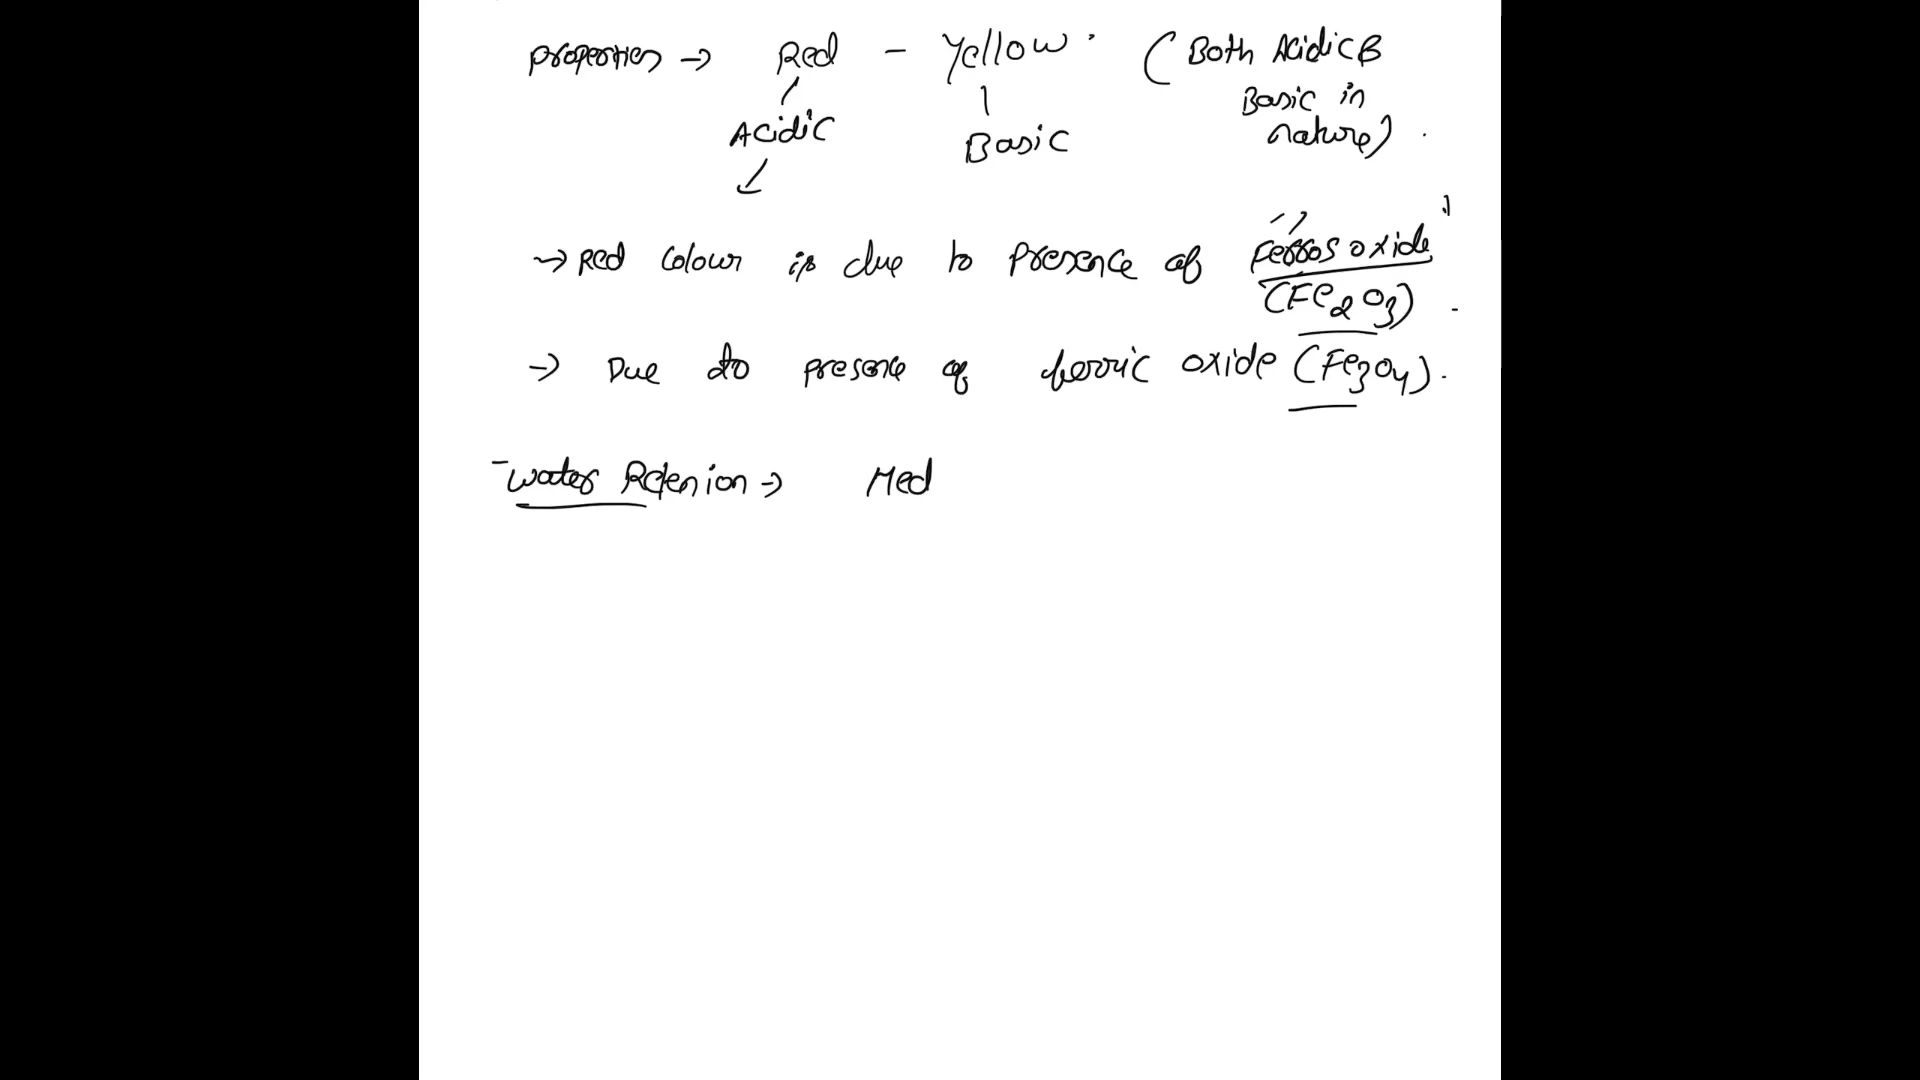 Properties → Red - Yellow. (Both Acidic B
Basic in
nature).
Acidic Basic
→ Red colour is due to presence of Ferros oxide
(Fe2O3).
→ Due to presence of ferric oxide (Fe3O4).
- Water Retenion → Med